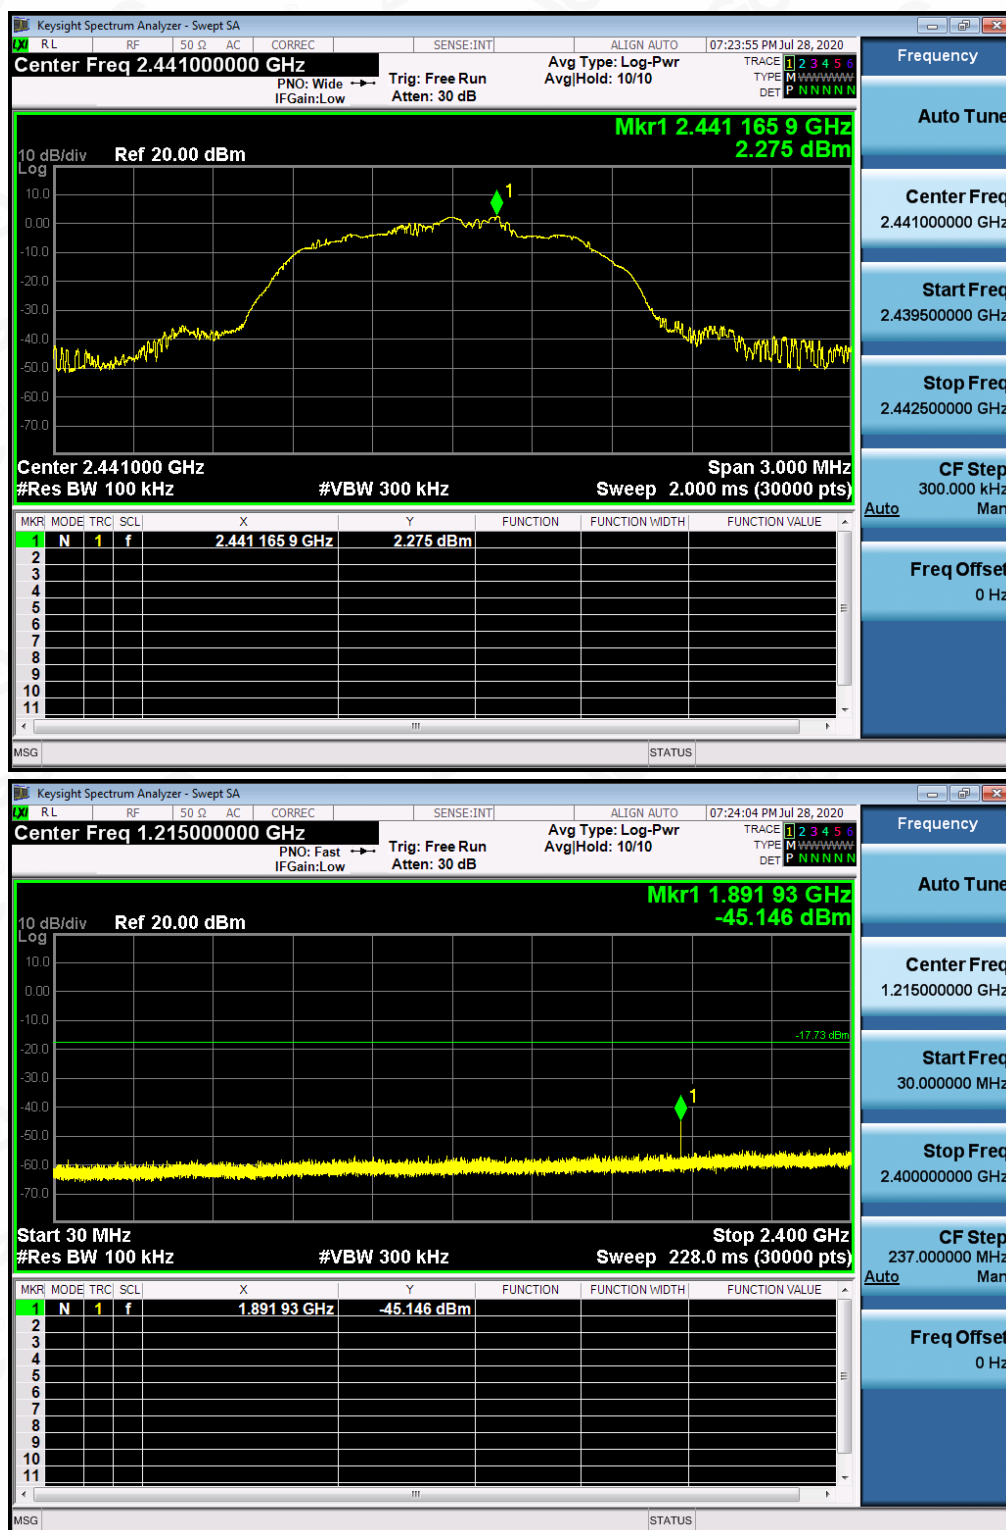 Keysight Spectrum Analyzer - Swept SA
LXI RL RF 50 Ω AC CORREC SENSE:INT ALIGN AUTO 07:23:55 PM Jul 28, 2020
Center Freq 2.441000000 GHz
PNO: Wide
IFGain:Low
Trig: Free Run
Atten: 30 dB
Avg Type: Log-Pwr
Avg|Hold: 10/10
TRACE 1 2 3 4 5 6
TYPE M WWWWW
DET P N N N N N
Mkr1 2.441 165 9 GHz
2.275 dBm
10 dB/div Ref 20.00 dBm
Log
10.0
0.00
-10.0
-20.0
-30.0
-40.0
-50.0
-60.0
-70.0
1
Center 2.441000 GHz Span 3.000 MHz
#Res BW 100 kHz #VBW 300 kHz Sweep 2.000 ms (30000 pts)
MKR MODE TRC SCL X Y FUNCTION FUNCTION WIDTH FUNCTION VALUE
1 N 1 f 2.441 165 9 GHz 2.275 dBm
2
3
4
5
6
7
8
9
10
11
MSG STATUS
Frequency
Auto Tune
Center Freq
2.441000000 GHz
Start Freq
2.439500000 GHz
Stop Freq
2.442500000 GHz
CF Step
300.000 kHz
Auto Man
Freq Offset
0 Hz
Keysight Spectrum Analyzer - Swept SA
LXI RL RF 50 Ω AC CORREC SENSE:INT ALIGN AUTO 07:24:04 PM Jul 28, 2020
Center Freq 1.215000000 GHz
PNO: Fast
IFGain:Low
Trig: Free Run
Atten: 30 dB
Avg Type: Log-Pwr
Avg|Hold: 10/10
TRACE 1 2 3 4 5 6
TYPE M WWWWW
DET P N N N N N
Mkr1 1.891 93 GHz
-45.146 dBm
10 dB/div Ref 20.00 dBm
Log
10.0
0.00
-10.0
-20.0
-30.0
-40.0
-50.0
-60.0
-70.0
-17.73 dBm
1
Start 30 MHz Stop 2.400 GHz
#Res BW 100 kHz #VBW 300 kHz Sweep 228.0 ms (30000 pts)
MKR MODE TRC SCL X Y FUNCTION FUNCTION WIDTH FUNCTION VALUE
1 N 1 f 1.891 93 GHz -45.146 dBm
2
3
4
5
6
7
8
9
10
11
MSG STATUS
Frequency
Auto Tune
Center Freq
1.215000000 GHz
Start Freq
30.000000 MHz
Stop Freq
2.400000000 GHz
CF Step
237.000000 MHz
Auto Man
Freq Offset
0 Hz